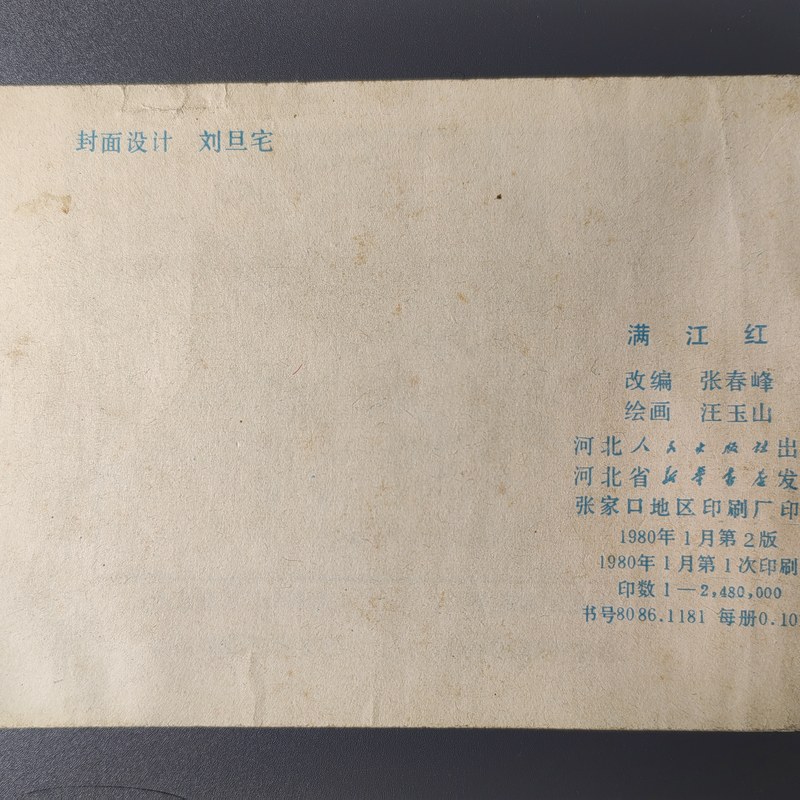 封面设计 刘旦宅
满江红
改编 张春峰
绘画 汪玉山
河北人民出版社出
河北省新华书店发
张家口地区印刷厂印
1980年1月第2版
1980年1月第1次印刷
印数1—2,480,000
书号8086.1181 每册0.10